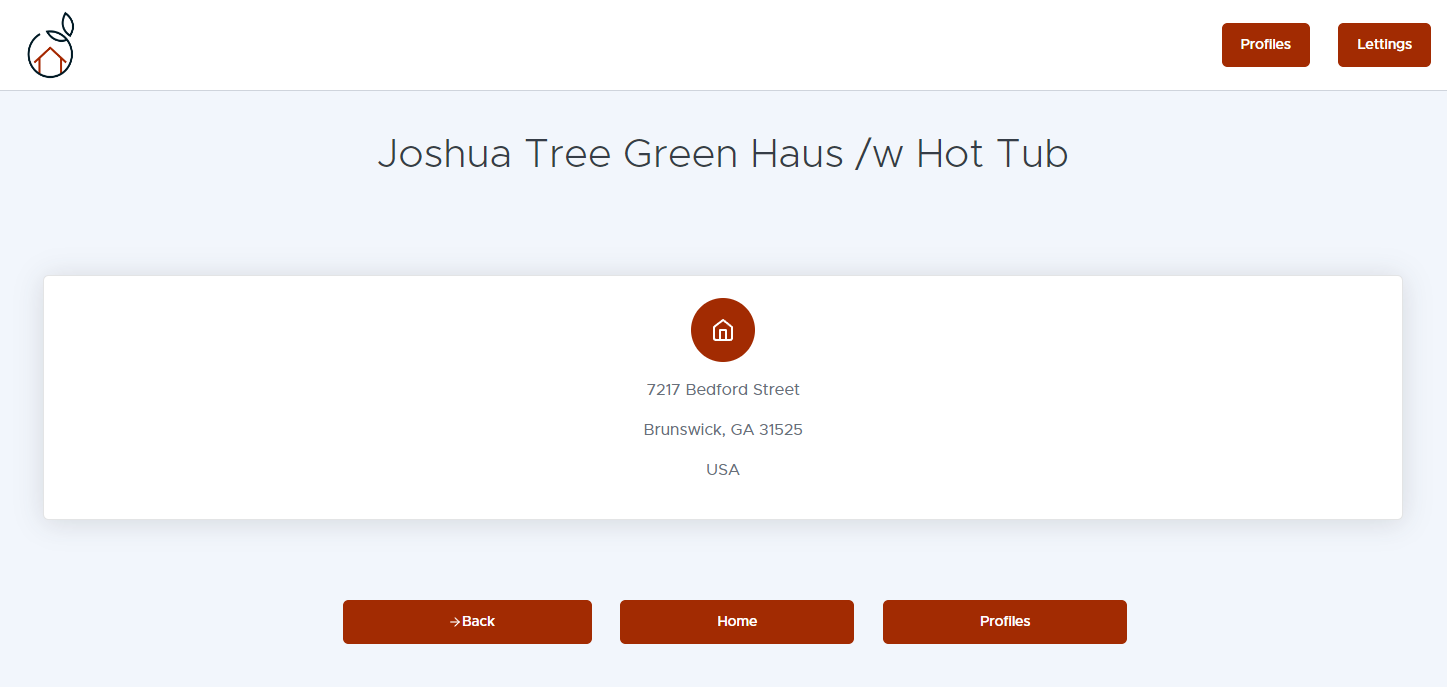 Profiles
Lettings
Joshua Tree Green Haus /w Hot Tub
7217 Bedford Street
Brunswick, GA 31525
USA
→Back
Home
Profiles